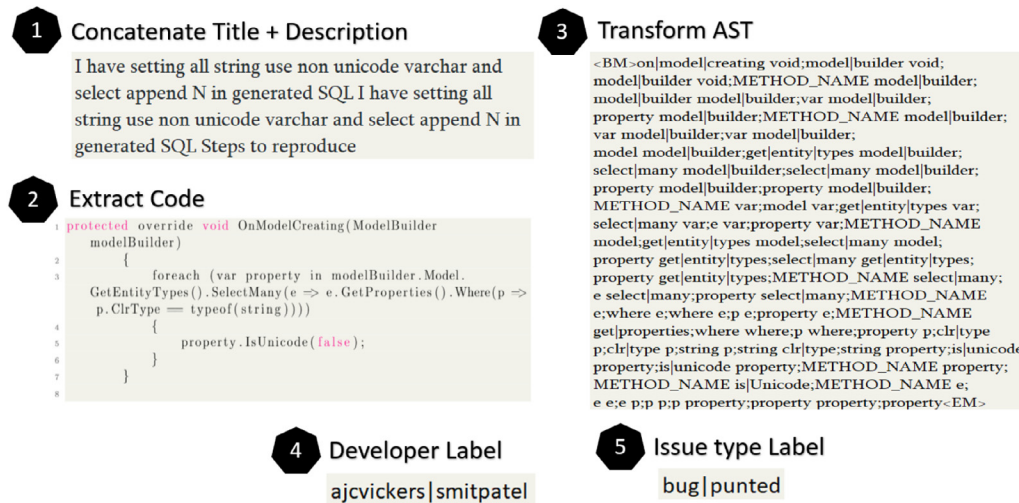 1 Concatenate Title + Description
I have setting all string use non unicode varchar and
select append N in generated SQL I have setting all
string use non unicode varchar and select append N in
generated SQL Steps to reproduce
2 Extract Code
1 protected override void OnModelCreating(ModelBuilder
modelBuilder)
2 {
3 foreach (var property in modelBuilder.Model.
GetEntityTypes().SelectMany(e => e.GetProperties().Where(p =>
p.ClrType == typeof(string))))
4 {
5 property.IsUnicode(false);
6 }
7 }
8
3 Transform AST
<BM>on|model|creating void;model|builder void;
model|builder void;METHOD_NAME model|builder;
model|builder model|builder;var model|builder;
property model|builder;METHOD_NAME model|builder;
var model|builder;var model|builder;
model model|builder;get|entity|types model|builder;
select|many model|builder;select|many model|builder;
property model|builder;property model|builder;
METHOD_NAME var;model var;get|entity|types var;
select|many var;e var;property var;METHOD_NAME
model;get|entity|types model;select|many model;
property get|entity|types;select|many get|entity|types;
property get|entity|types;METHOD_NAME select|many;
e select|many;property select|many;METHOD_NAME
e;where e;where e;p e;property e;METHOD_NAME
get|properties;where where;p where;property p;clr|type
p;clr|type p;string p;string clr|type;string property;is|unicode
property;is|unicode property;METHOD_NAME property;
METHOD_NAME is|Unicode;METHOD_NAME e;
e e;e p;p p;p property;property property;property<EM>
4 Developer Label
ajcvickers|smitpatel
5 Issue type Label
bug|punted